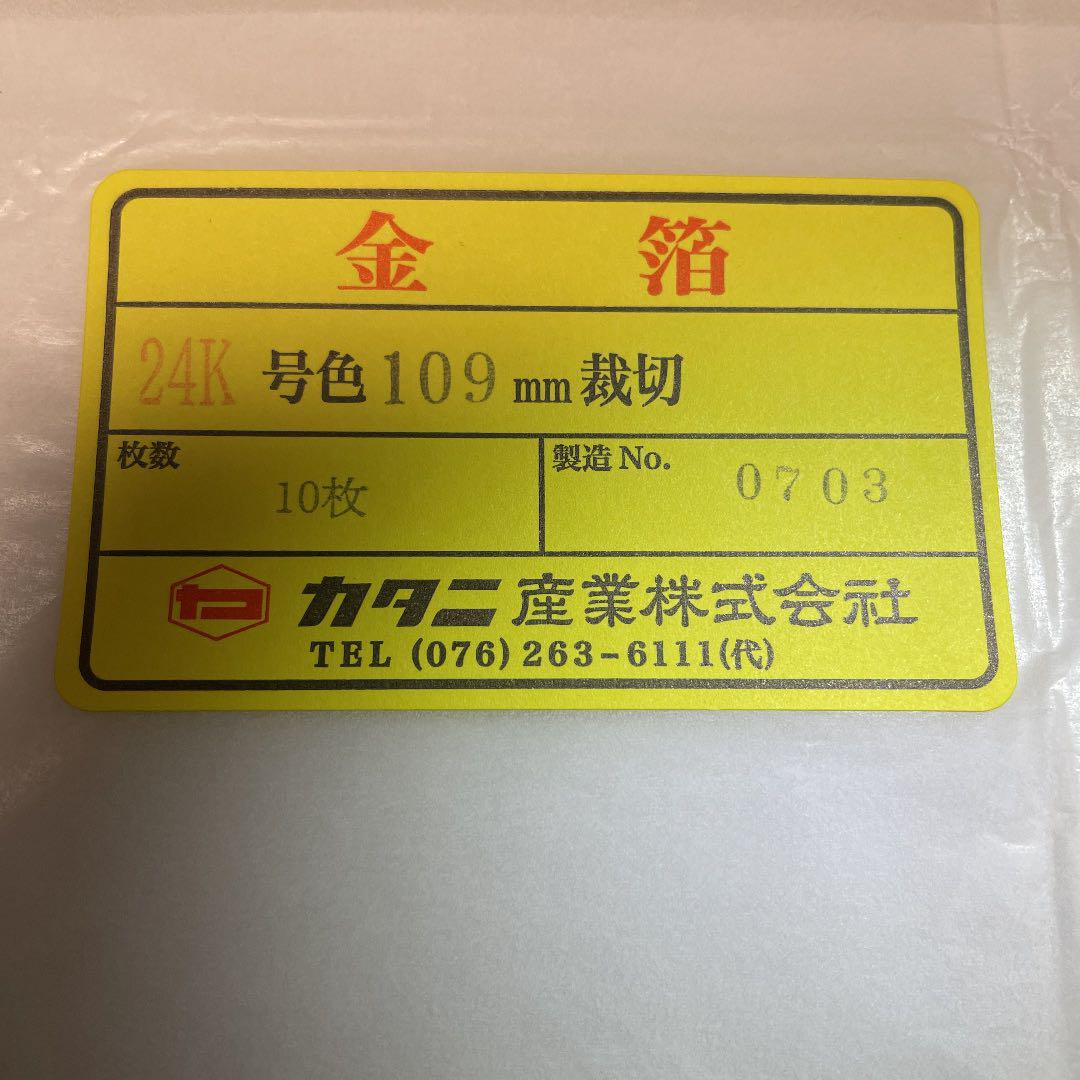 金箔
24K 号色 109 mm 裁切
枚数
10枚
製造 No.
0703
カタニ産業株式会社
TEL (076) 263-6111(代)